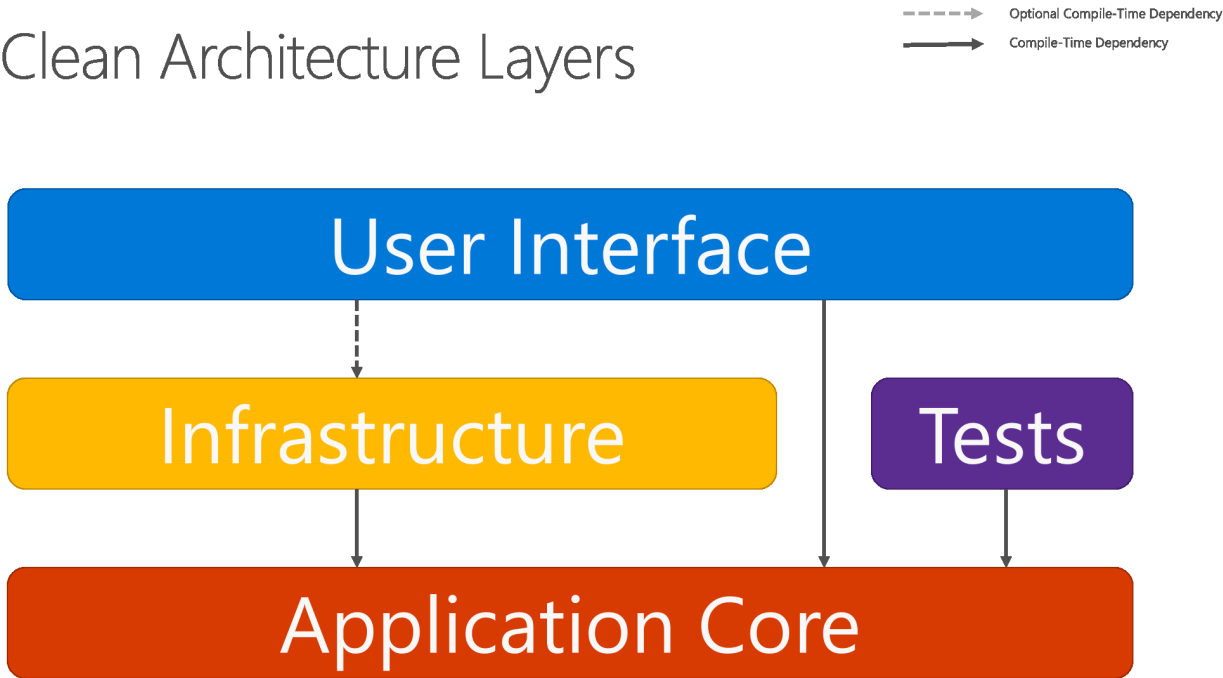 Optional Compile-Time Dependency
Compile-Time Dependency
Clean Architecture Layers
User Interface
Infrastructure
Tests
Application Core